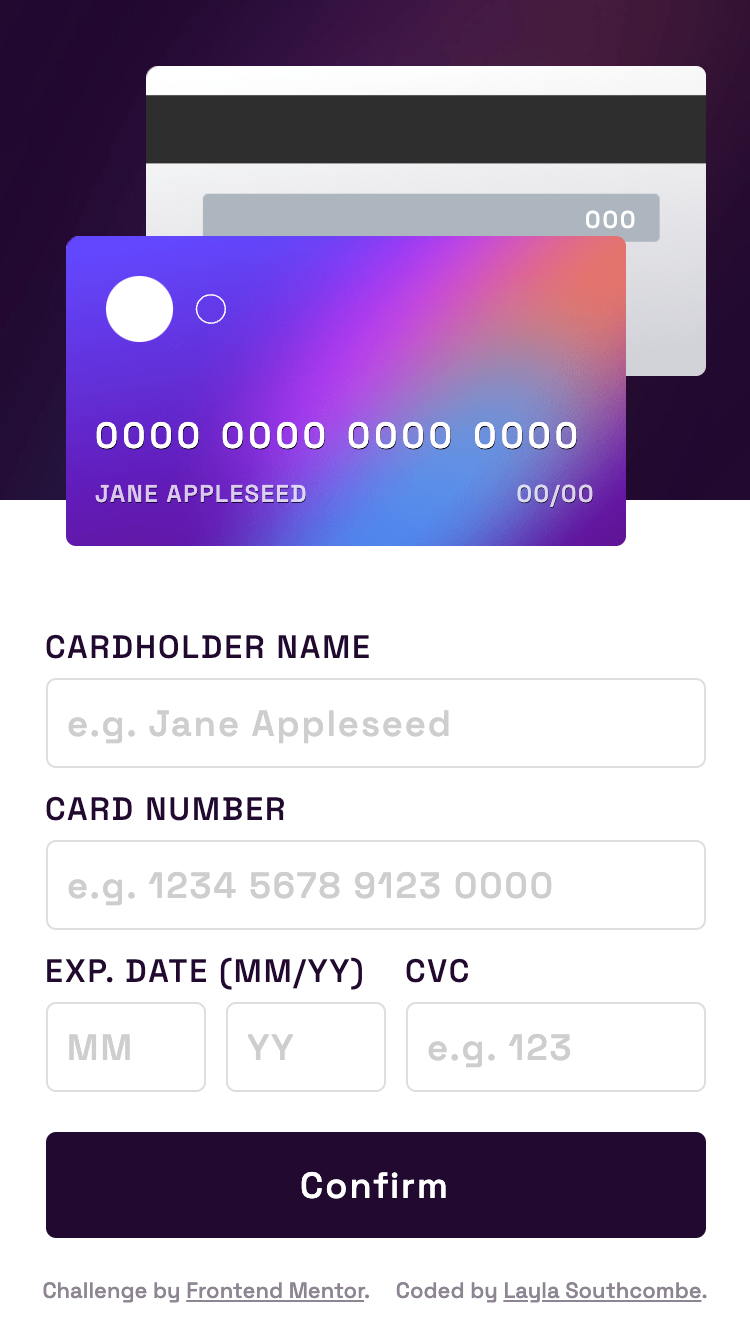 000
0000 0000 0000 0000
JANE APPLESEED 00/00
CARDHOLDER NAME
e.g. Jane Appleseed
CARD NUMBER
e.g. 1234 5678 9123 0000
EXP. DATE (MM/YY) CVC
MM YY e.g. 123
Confirm
Challenge by Frontend Mentor. Coded by Layla Southcombe.